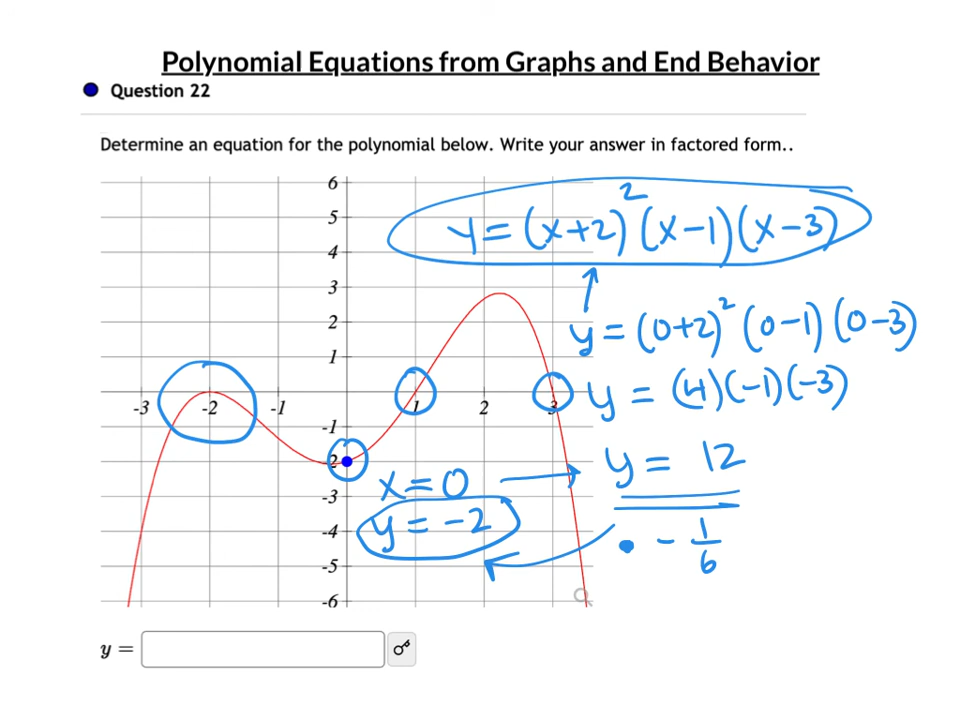 Polynomial Equations from Graphs and End Behavior
Question 22
Determine an equation for the polynomial below. Write your answer in factored form..
6
5
4
3
2
1
-3 -2 -1 1 2 3
-1
-2
-3
-4
-5
-6
y = (x+2)² (x-1)(x-3)
y = (0+2)² (0-1)(0-3)
y = (4)(-1)(-3)
x = 0
y = 12
y = -2
• - 1/6
y =